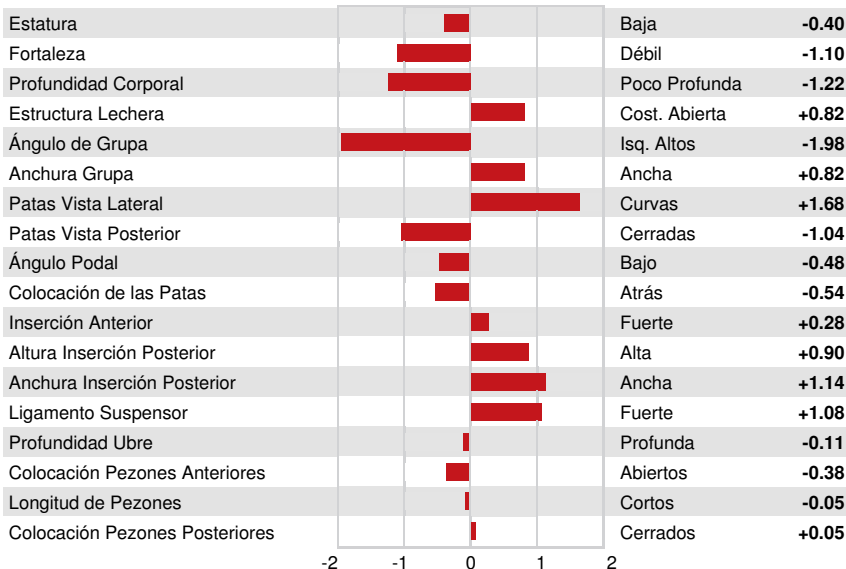 Estatura Baja -0.40
Fortaleza Débil -1.10
Profundidad Corporal Poco Profunda -1.22
Estructura Lechera Cost. Abierta +0.82
Ángulo de Grupa Isq. Altos -1.98
Anchura Grupa Ancha +0.82
Patas Vista Lateral Curvas +1.68
Patas Vista Posterior Cerradas -1.04
Ángulo Podal Bajo -0.48
Colocación de las Patas Atrás -0.54
Inserción Anterior Fuerte +0.28
Altura Inserción Posterior Alta +0.90
Anchura Inserción Posterior Ancha +1.14
Ligamento Suspensor Fuerte +1.08
Profundidad Ubre Profunda -0.11
Colocación Pezones Anteriores Abiertos -0.38
Longitud de Pezones Cortos -0.05
Colocación Pezones Posteriores Cerrados +0.05
-2 -1 0 1 2